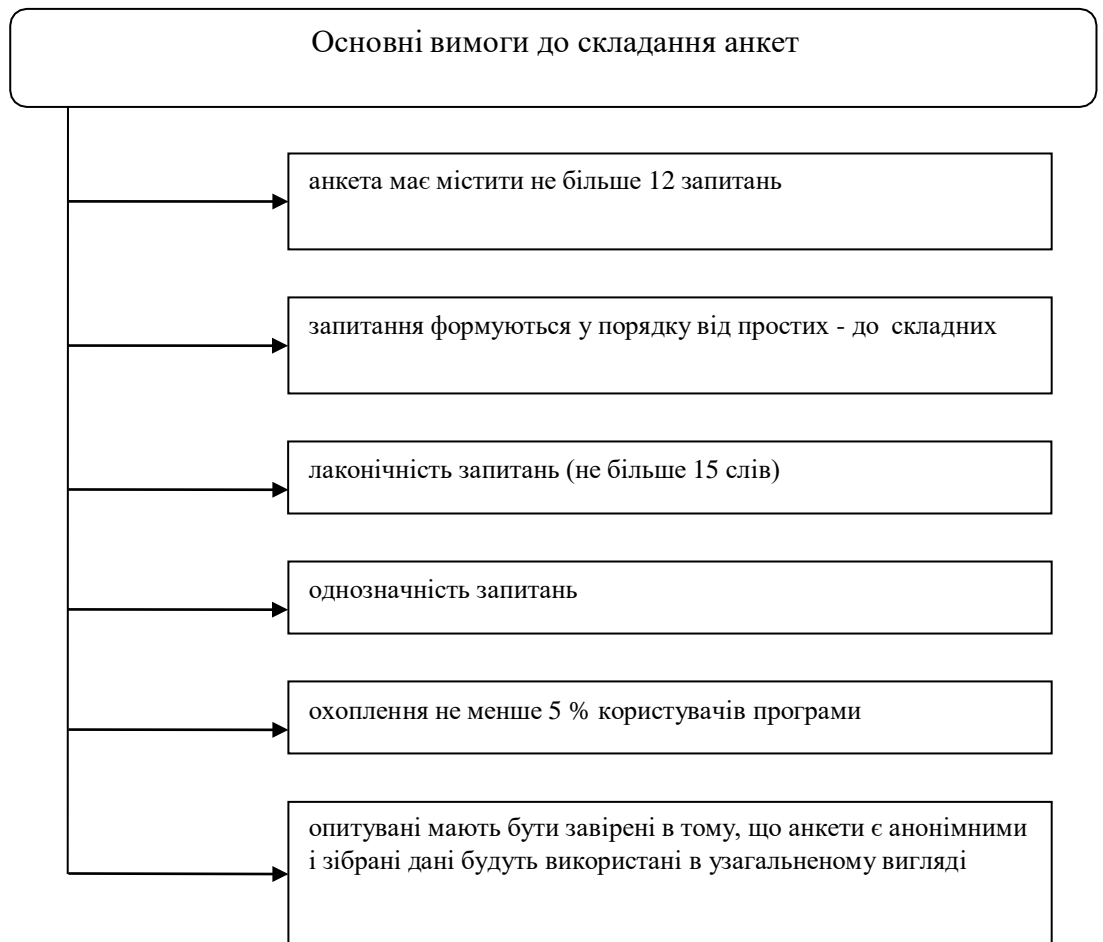 Основні вимоги до складання анкет
анкета має містити не більше 12 запитань
запитання формуються у порядку від простих - до складних
лаконічність запитань (не більше 15 слів)
однозначність запитань
охоплення не менше 5 % користувачів програми
опитувані мають бути завірені в тому, що анкети є анонімними
і зібрані дані будуть використані в узагальненому вигляді